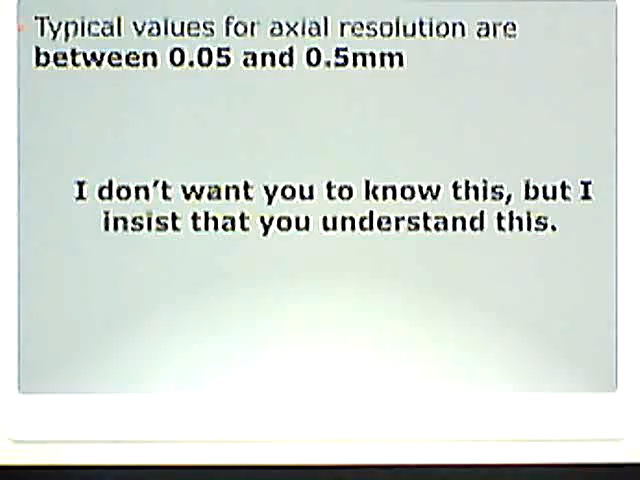 Typical values for axial resolution are
between 0.05 and 0.5mm
I don't want you to know this, but I
insist that you understand this.